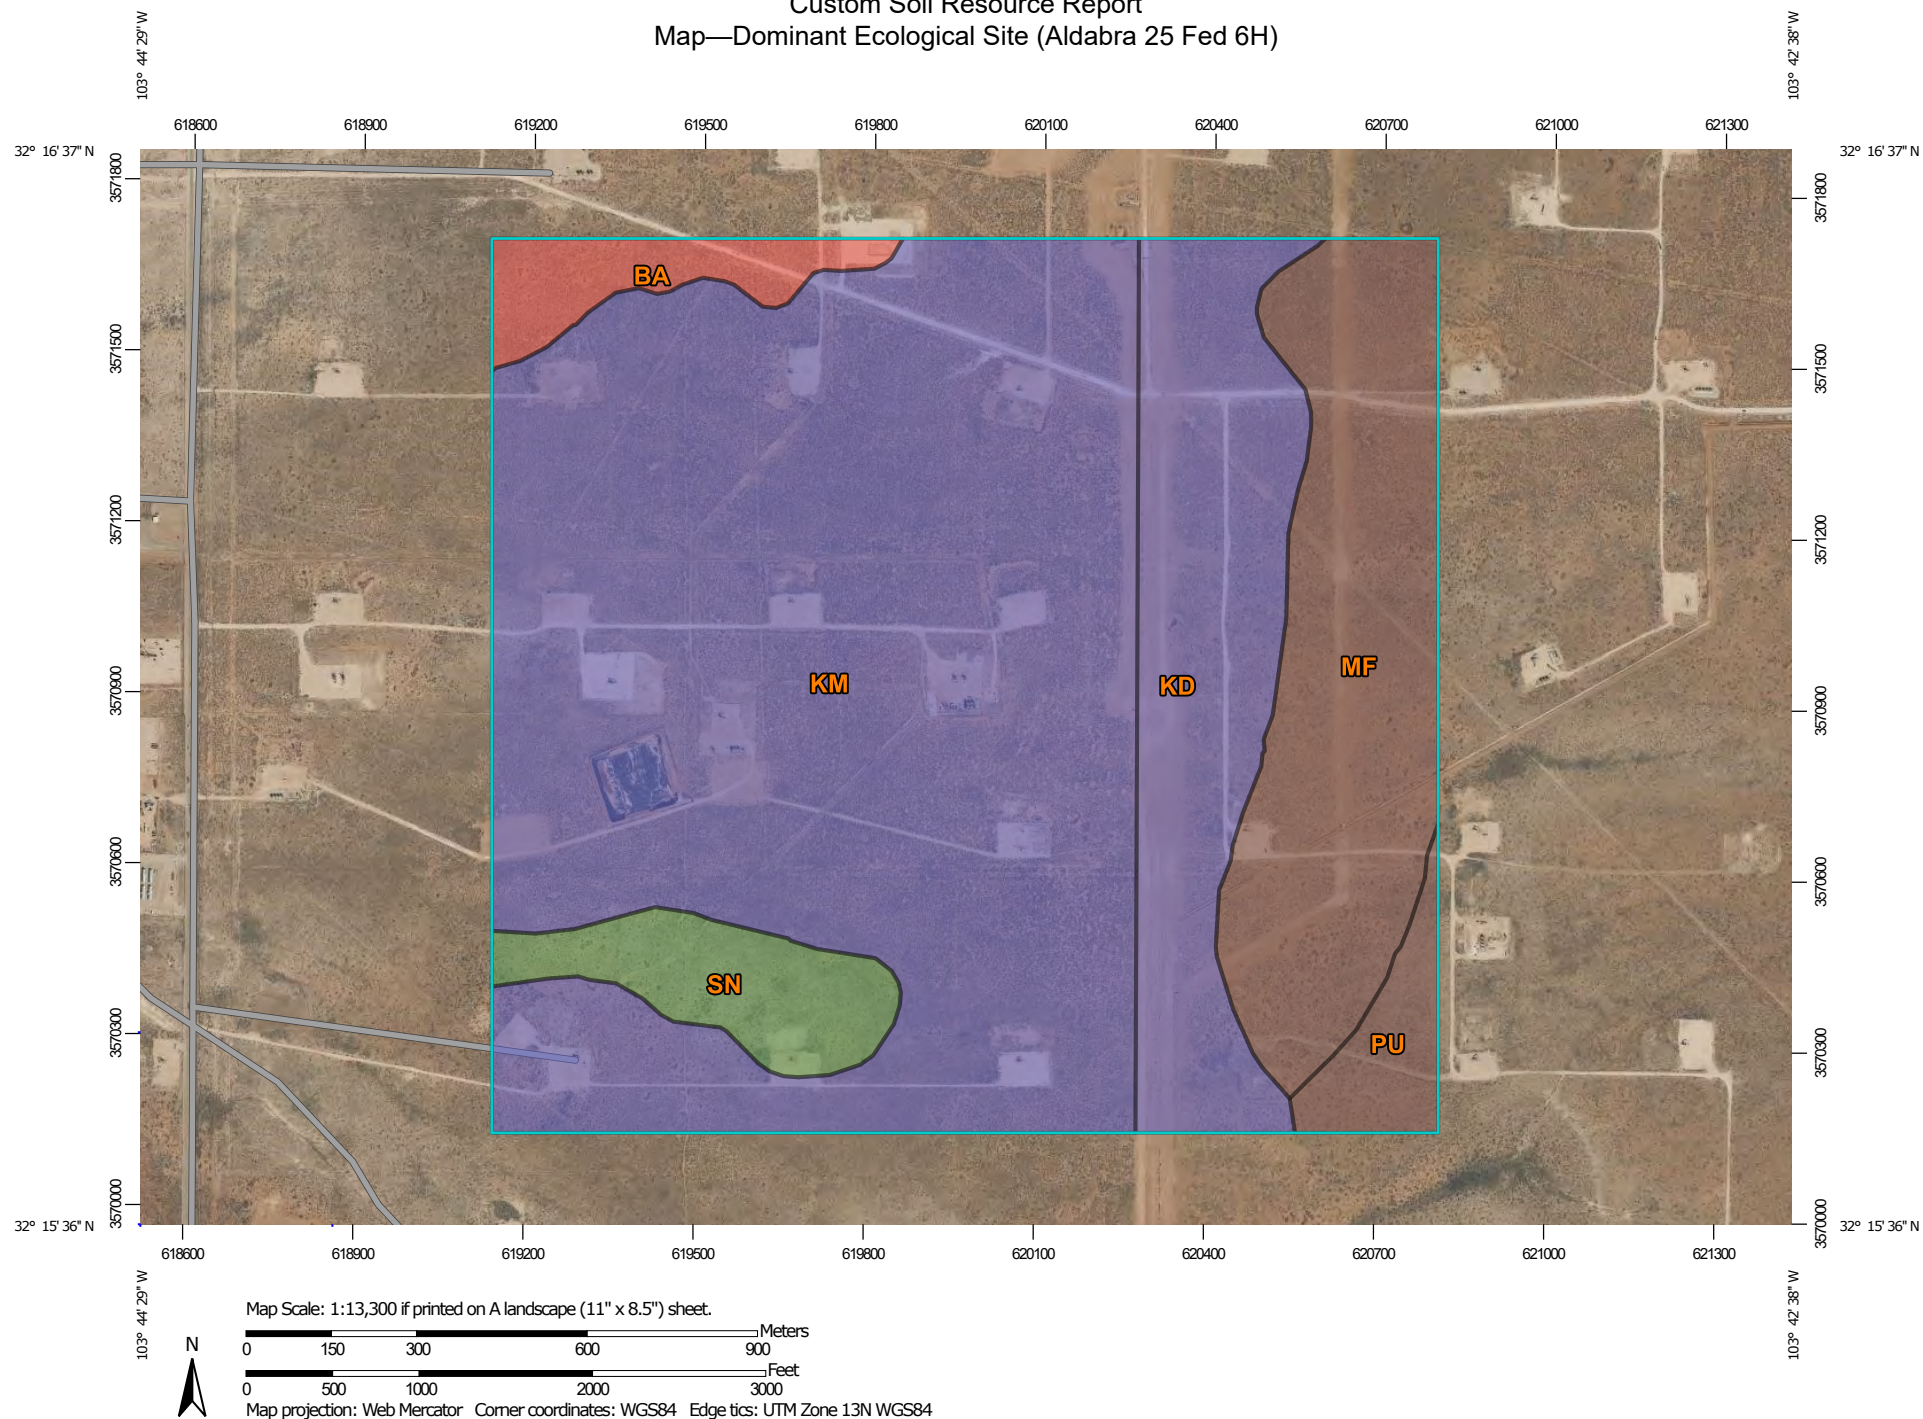 Custom Soil Resource Report
Map—Dominant Ecological Site (Aldabra 25 Fed 6H)
103° 44' 29'' W
103° 42' 38'' W
618600 618900 619200 619500 619800 620100 620400 620700 621000 621300
32° 16' 37'' N
32° 16' 37'' N
3571800
3571800
3571500
3571500
3571200
3571200
3570900
3570900
3570600
3570600
3570300
3570300
3570000
3570000
BA
KM
KD
MF
SN
PU
32° 15' 36'' N
32° 15' 36'' N
618600 618900 619200 619500 619800 620100 620400 620700 621000 621300
103° 44' 29'' W
103° 42' 38'' W
Map Scale: 1:13,300 if printed on A landscape (11" x 8.5") sheet.
N
Meters
0 150 300 600 900
Feet
0 500 1000 2000 3000
Map projection: Web Mercator Corner coordinates: WGS84 Edge tics: UTM Zone 13N WGS84